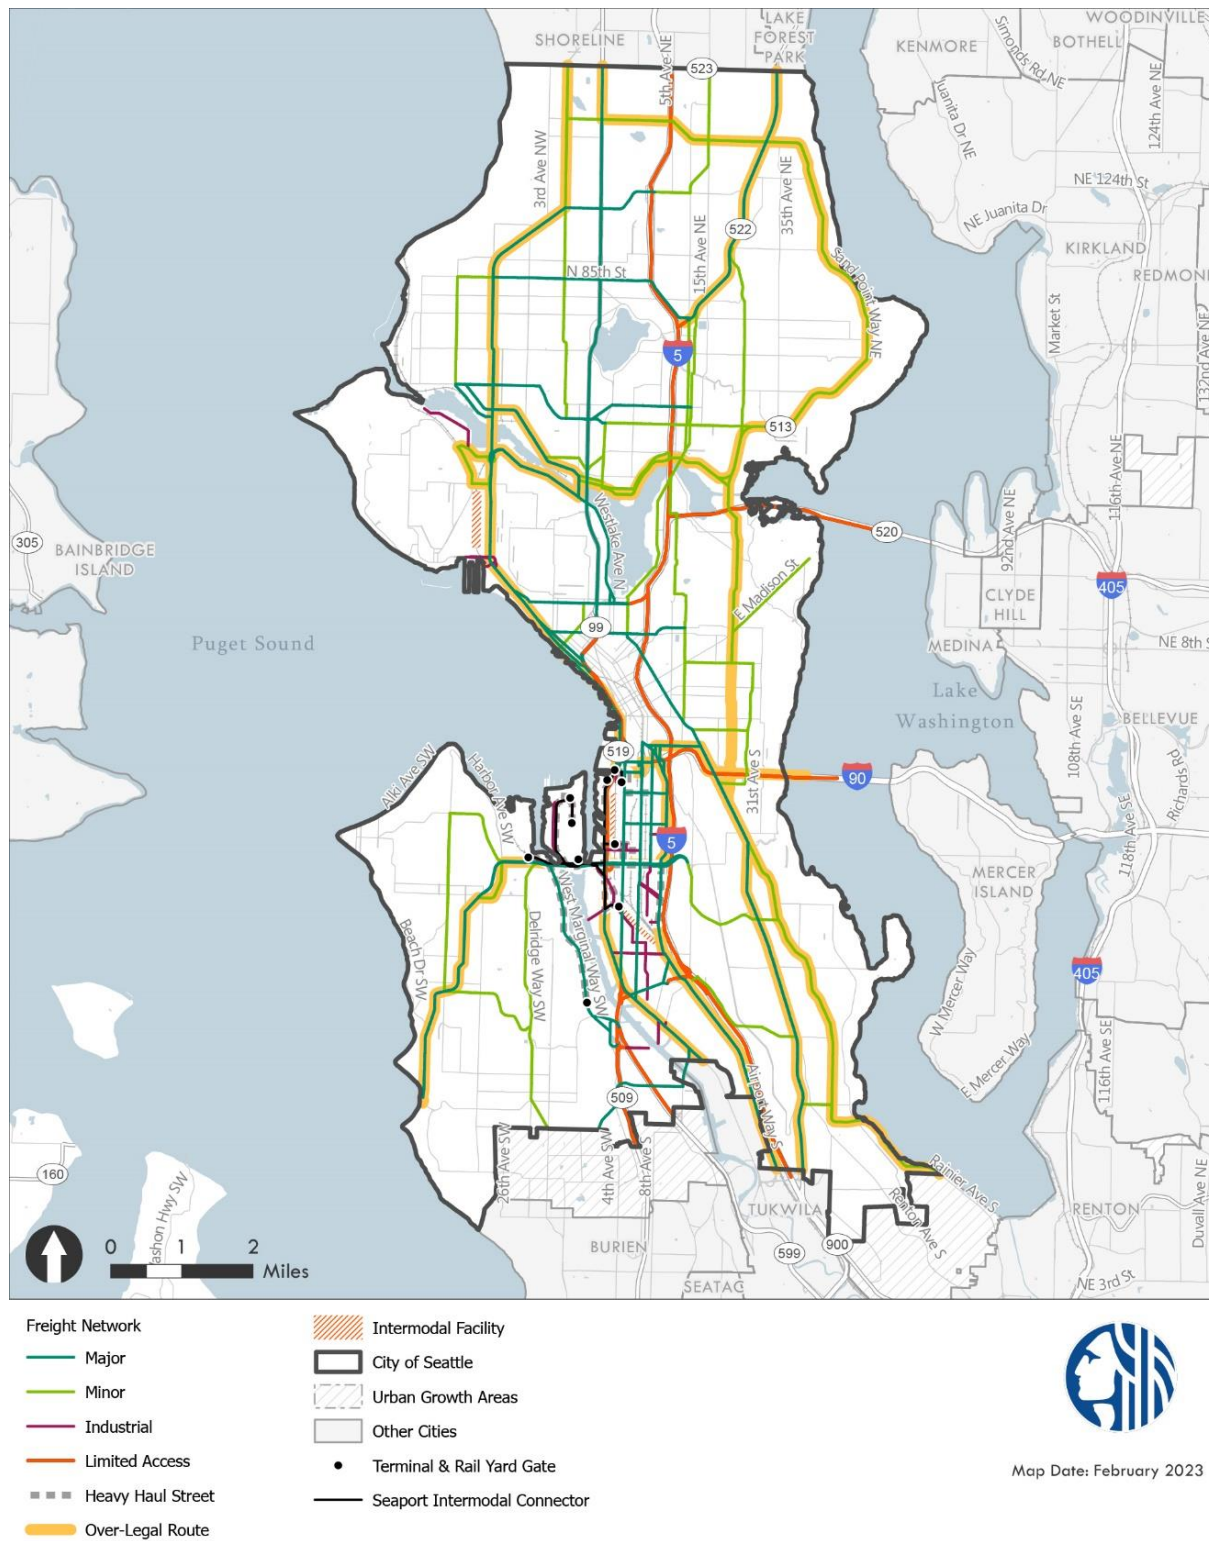 SHORELINE
LAKE
FOREST
PARK
WOODINVILLE
BOTHELL
KENMORE
Simonds Rd NE
523
5th Ave NE
124th Ave NE
Juanita Dr NE
3rd Ave NW
35th Ave NE
NE 124th St
NE Juanita Dr
522
15th Ave NE
KIRKLAND
Sand Point Way NE
N 85th St
REDMOND
Market St
132nd Ave NE
5
513
116th Ave NE
Westlake Ave N
92nd Ave NE
520
305
BAINBRIDGE
ISLAND
E Madison St
405
CLYDE
HILL
99
Puget Sound
MEDINA
NE 8th S
Lake
Washington
108th Ave SE
BELLEVUE
519
Alki Ave SW
Harbor Ave SW
31st Ave S
90
Richards Rd
1
5
118th Ave SE
MERCER
ISLAND
West Marginal Way SW
Delridge Way SW
Beach Dr SW
405
W Mercer Way
E Mercer Way
116th Ave SE
Airport Way S
509
26th Ave SW
4th Ave SW
8th Ave S
160
ashon Hwy SW
Rainier Ave S
Renton Ave S
TUKWILA
RENTON
Duvall Ave NE
BURIEN
599
900
SEATAC
NE 3rd St
0 1 2
Miles
Freight Network
Major
Minor
Industrial
Limited Access
Heavy Haul Street
Over-Legal Route
Intermodal Facility
City of Seattle
Urban Growth Areas
Other Cities
Terminal & Rail Yard Gate
Seaport Intermodal Connector
Map Date: February 2023